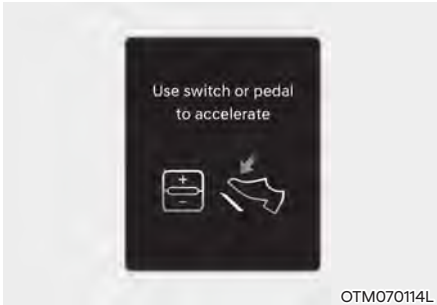 Use switch or pedal
to accelerate
+
-
OTM070114L